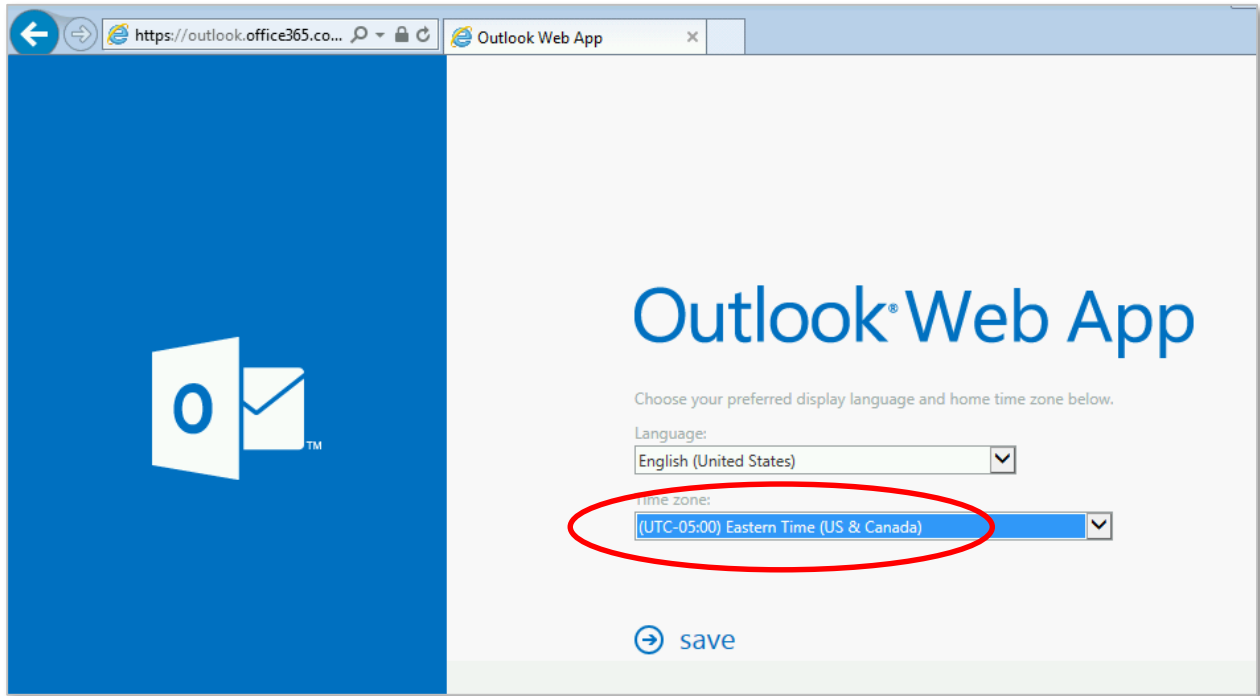 https://outlook.office365.co...
Outlook Web App
Outlook® Web App
O
TM
Choose your preferred display language and home time zone below.
Language:
English (United States)
Time zone:
(UTC-05:00) Eastern Time (US & Canada)
save